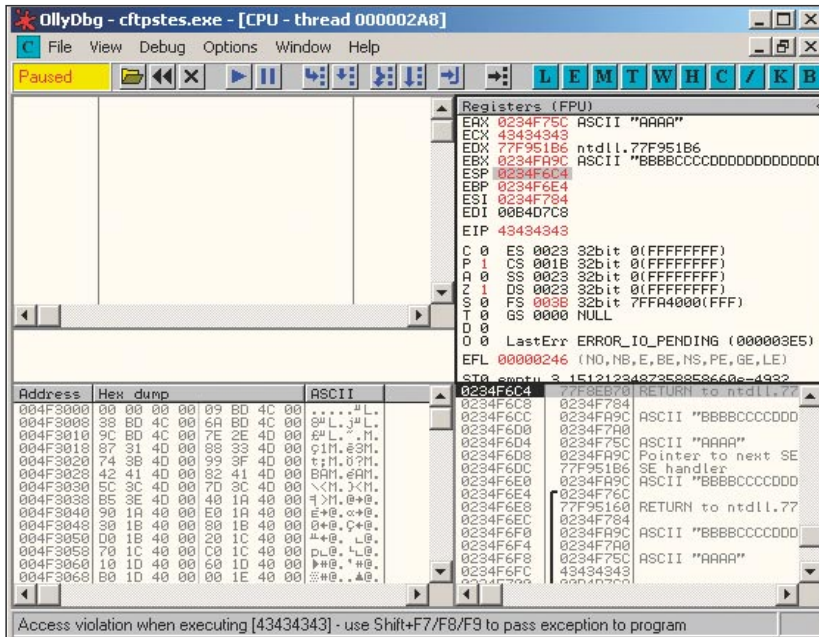 OllyDbg - cftpstes.exe - [CPU - thread 000002A8]
C File View Debug Options Window Help
Paused L E M T W H C / K B
Registers (FPU)
EAX 0234F75C ASCII "AAAA"
ECX 43434343
EDX 77F951B6 ntdll.77F951B6
EBX 0234FA9C ASCII "BBBBCCCCDDDDDDDDDDDDD
ESP 0234F6C4
EBP 0234F6E4
ESI 0234F784
EDI 00B4D7C8
EIP 43434343
C 0 ES 0023 32bit 0(FFFFFFFF)
P 1 CS 001B 32bit 0(FFFFFFFF)
A 0 SS 0023 32bit 0(FFFFFFFF)
Z 1 DS 0023 32bit 0(FFFFFFFF)
S 0 FS 003B 32bit 7FFA4000(FFF)
T 0 GS 0000 NULL
D 0
O 0 LastErr ERROR_IO_PENDING (000003E5)
EFL 00000246 (NO,NB,E,BE,NS,PE,GE,LE)
ST0 empty 3.1512123487358858660e-4932
Address Hex dump ASCII
004F3000 00 00 00 00 09 BD 4C 00
004F3008 38 BD 4C 00 6A BD 4C 00
004F3010 9C BD 4C 00 7E 2E 4D 00
004F3018 87 31 4D 00 88 33 4D 00
004F3020 74 3B 4D 00 99 3F 4D 00
004F3028 42 41 4D 00 82 41 4D 00
004F3030 5C 3C 4D 00 7D 3C 4D 00
004F3038 B5 3E 4D 00 40 1A 40 00
004F3040 90 1A 40 00 E0 1A 40 00
004F3048 30 1B 40 00 80 1B 40 00
004F3050 D0 1B 40 00 20 1C 40 00
004F3058 70 1C 40 00 C0 1C 40 00
004F3060 10 1D 40 00 60 1D 40 00
004F3068 B0 1D 40 00 00 1E 40 00
0234F6C4 77F8EB70 RETURN to ntdll.77
0234F6C8 0234F784
0234F6CC 0234FA9C ASCII "BBBBCCCCDDD
0234F6D0 0234F7A0
0234F6D4 0234F75C ASCII "AAAA"
0234F6D8 0234FA9C Pointer to next SE
0234F6DC 77F951B6 SE handler
0234F6E0 0234FA9C ASCII "BBBBCCCCDDD
0234F6E4 0234F76C
0234F6E8 77F95160 RETURN to ntdll.77
0234F6EC 0234F784
0234F6F0 0234FA9C ASCII "BBBBCCCCDDD
0234F6F4 0234F7A0
0234F6F8 0234F75C ASCII "AAAA"
0234F6FC 43434343
Access violation when executing [43434343] - use Shift+F7/F8/F9 to pass exception to program